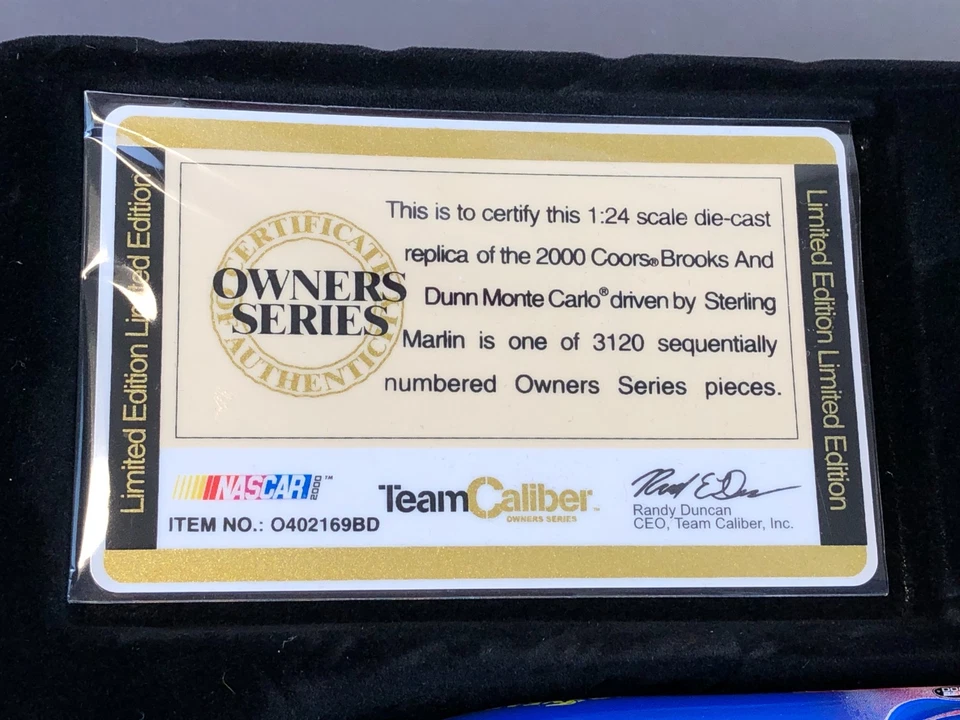 Limited Edition Limited Edition
CERTIFICATE OF AUTHENTICITY
OWNERS
SERIES
This is to certify this 1:24 scale die-cast
replica of the 2000 Coors® Brooks And
Dunn Monte Carlo® driven by Sterling
Marlin is one of 3120 sequentially
numbered Owners Series pieces.
Limited Edition Limited Edition
NASCAR 2000™
ITEM NO.: O402169BD
Team Caliber™
OWNERS SERIES
Randy Duncan
CEO, Team Caliber, Inc.